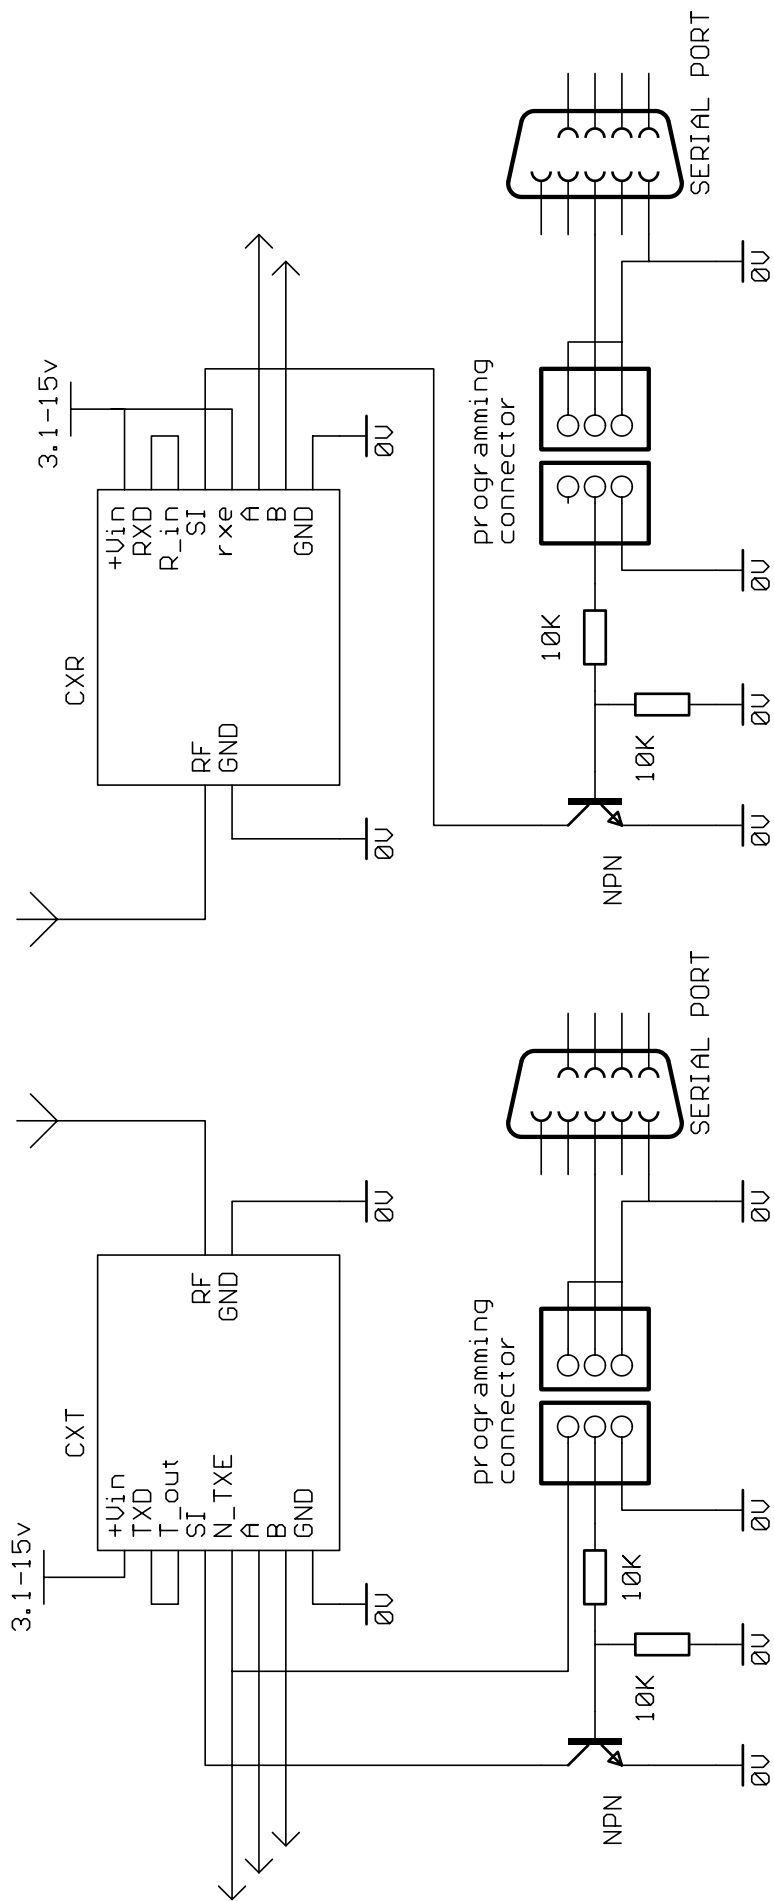 3.1-15v
CXT
+Vin
TXD
T_out
SI
N_TXE
A
B
GND
RF
GND
0V
0V
programming
connector
SERIAL PORT
10K
10K
NPN
0V
0V
0V
0V
3.1-15v
CXR
RF
GND
+Vin
RXD
R_in
SI
rxe
A
B
GND
0V
0V
programming
connector
SERIAL PORT
10K
10K
NPN
0V
0V
0V
0V